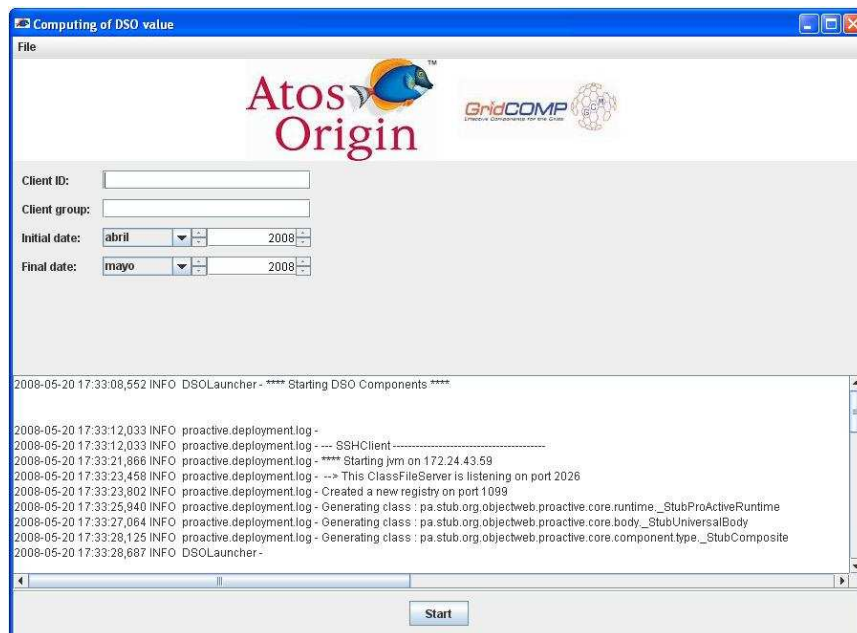 Computing of DSO value
File
Atos
Origin
TM
GridCOMP
Effective Components for the Grids
GCM
Client ID:
Client group:
Initial date: abril 2008
Final date: mayo 2008
2008-05-20 17:33:08,552 INFO DSOLauncher - **** Starting DSO Components ****
2008-05-20 17:33:12,033 INFO proactive.deployment.log -
2008-05-20 17:33:12,033 INFO proactive.deployment.log - --- SSHClient -----------------------------------------
2008-05-20 17:33:21,866 INFO proactive.deployment.log - **** Starting jvm on 172.24.43.59
2008-05-20 17:33:23,458 INFO proactive.deployment.log - --> This ClassFileServer is listening on port 2026
2008-05-20 17:33:23,802 INFO proactive.deployment.log - Created a new registry on port 1099
2008-05-20 17:33:25,940 INFO proactive.deployment.log - Generating class : pa.stub.org.objectweb.proactive.core.runtime._StubProActiveRuntime
2008-05-20 17:33:27,064 INFO proactive.deployment.log - Generating class : pa.stub.org.objectweb.proactive.core.body._StubUniversalBody
2008-05-20 17:33:28,125 INFO proactive.deployment.log - Generating class : pa.stub.org.objectweb.proactive.core.component.type._StubComposite
2008-05-20 17:33:28,687 INFO DSOLauncher -
Start